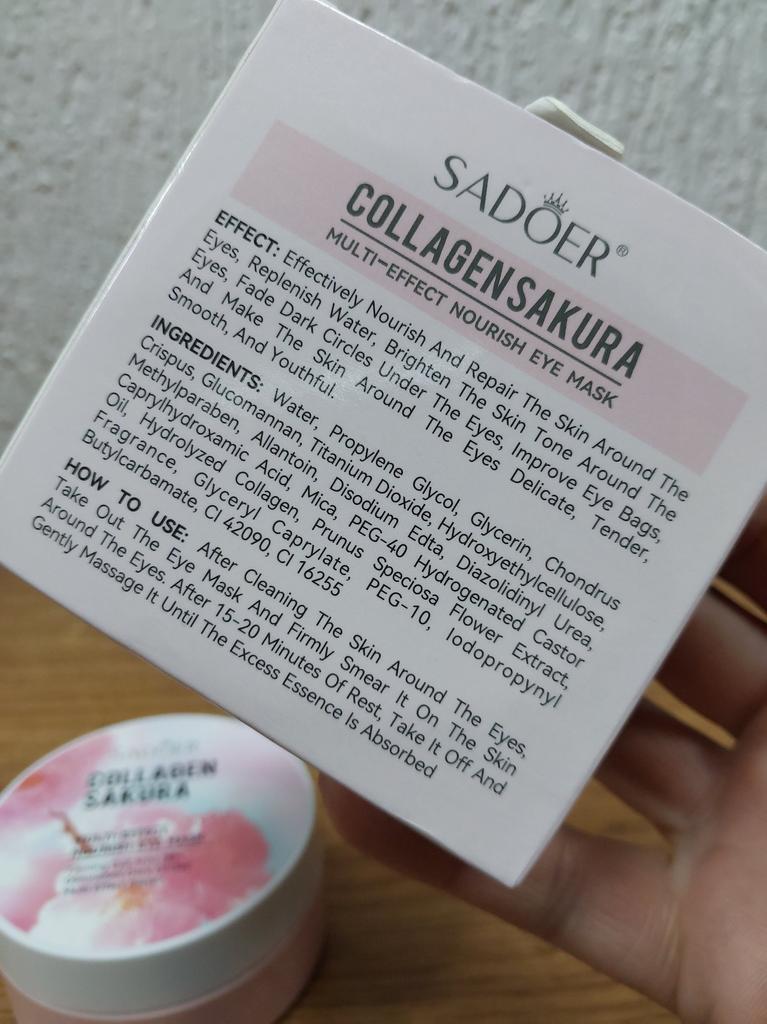 SADOER®
COLLAGEN SAKURA
MULTI-EFFECT NOURISH EYE MASK
EFFECT: Effectively Nourish And Repair The Skin Around The
Eyes, Replenish Water, Brighten The Skin Tone Around The
Eyes, Fade Dark Circles Under The Eyes, Improve Eye Bags,
And Make The Skin Around The Eyes Delicate, Tender,
Smooth, And Youthful.
INGREDIENTS: Water, Propylene Glycol, Glycerin, Chondrus
Crispus, Glucomannan, Titanium Dioxide, Hydroxyethylcellulose,
Methylparaben, Allantoin, Disodium Edta, Diazolidinyl Urea,
Caprylhydroxamic Acid, Mica, PEG-40 Hydrogenated Castor
Oil, Hydrolyzed Collagen, Prunus Speciosa Flower Extract,
Fragrance, Glyceryl Caprylate, PEG-10, Iodopropynyl
Butylcarbamate, CI 42090, CI 16255
HOW TO USE: After Cleaning The Skin Around The Eyes,
Take Out The Eye Mask And Firmly Smear It On The Skin
Around The Eyes. After 15-20 Minutes Of Rest, Take It Off And
Gently Massage It Until The Excess Essence Is Absorbed
SADOER
COLLAGEN
SAKURA